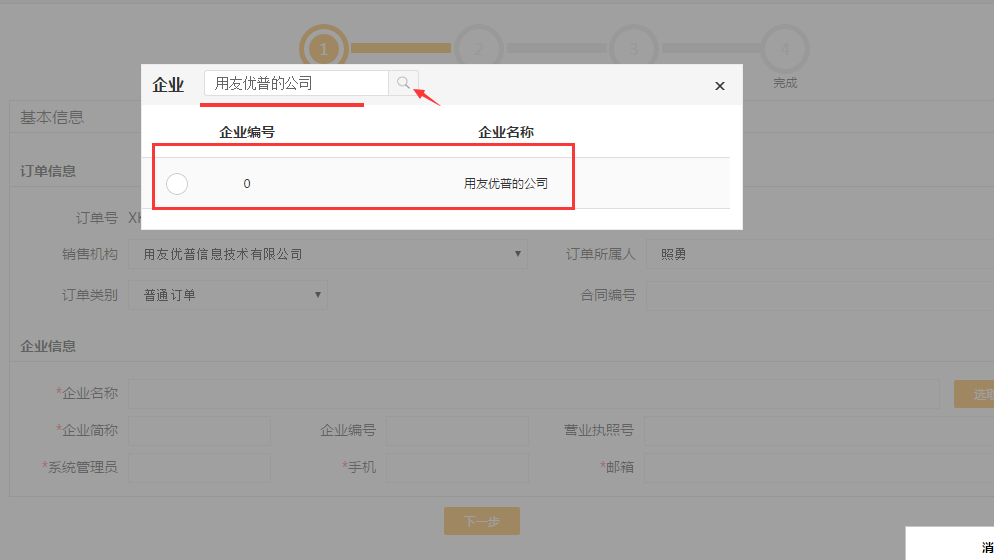 1 2 3 4
完成
企业 用友优普的公司 ×
企业编号 企业名称
0 用友优普的公司
基本信息
订单信息
订单号
销售机构 用友优普信息技术有限公司 ▼ 订单所属人 照勇
订单类别 普通订单 ▼ 合同编号
企业信息
*企业名称 选取
*企业简称 企业编号 营业执照号
*系统管理员 *手机 *邮箱
下一步
消